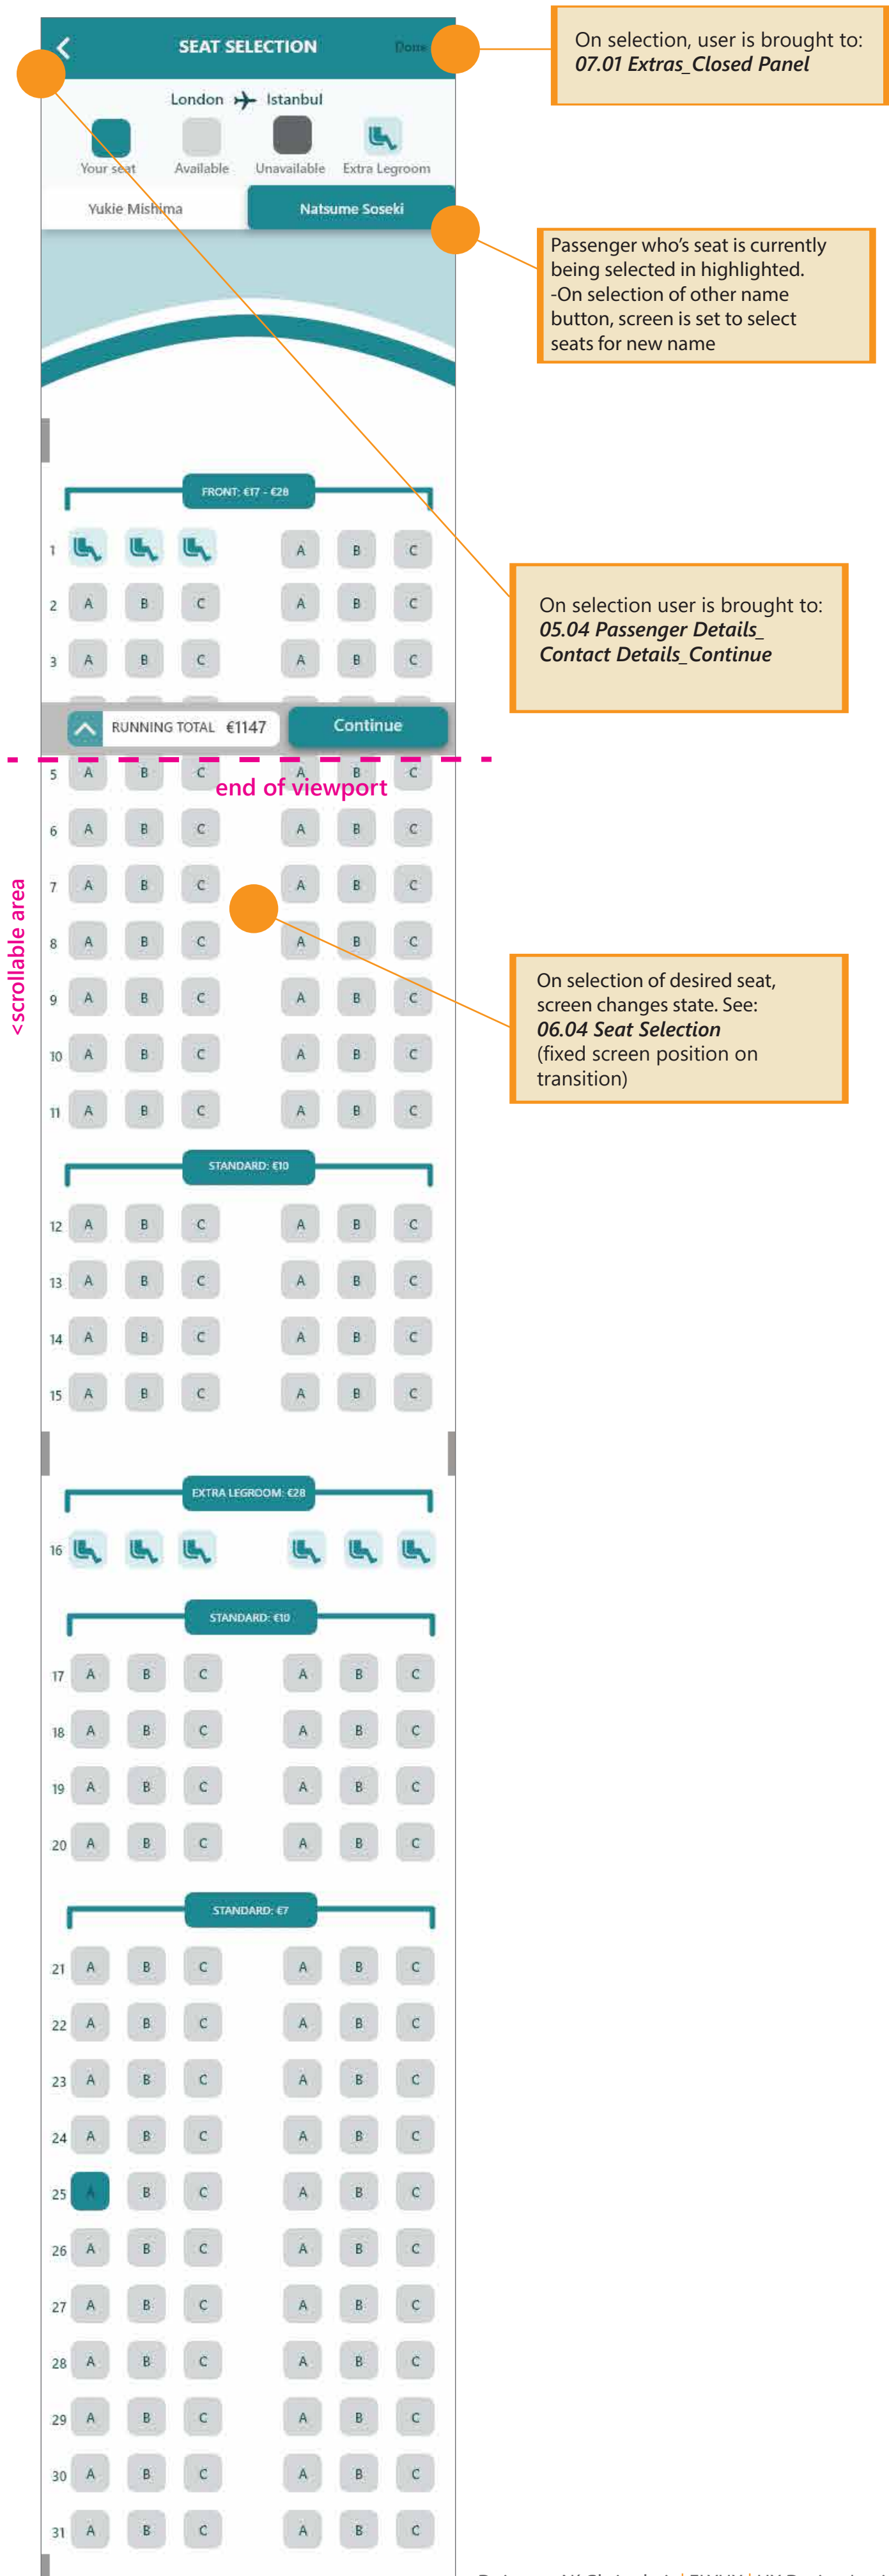 SEAT SELECTION Done
London Istanbul
Your seat Available Unavailable Extra Legroom
Yukie Mishima Natsume Soseki
On selection, user is brought to:
07.01 Extras_Closed Panel
Passenger who's seat is currently
being selected in highlighted.
-On selection of other name
button, screen is set to select
seats for new name
FRONT: €17 - €28
1 A B C
2 A B C A B C
3 A B C A B C
On selection user is brought to:
05.04 Passenger Details_
Contact Details_Continue
RUNNING TOTAL €1147 Continue
5 A B C A B C
end of viewport
6 A B C A B C
7 A B C A B C
<scrollable area
8 A B C A B C
9 A B C A B C
10 A B C A B C
11 A B C A B C
On selection of desired seat,
screen changes state. See:
06.04 Seat Selection
(fixed screen position on
transition)
STANDARD: €10
12 A B C A B C
13 A B C A B C
14 A B C A B C
15 A B C A B C
EXTRA LEGROOM: €28
16
STANDARD: €10
17 A B C A B C
18 A B C A B C
19 A B C A B C
20 A B C A B C
STANDARD: €7
21 A B C A B C
22 A B C A B C
23 A B C A B C
24 A B C A B C
25 A B C A B C
26 A B C A B C
27 A B C A B C
28 A B C A B C
29 A B C A B C
30 A B C A B C
31 A B C A B C